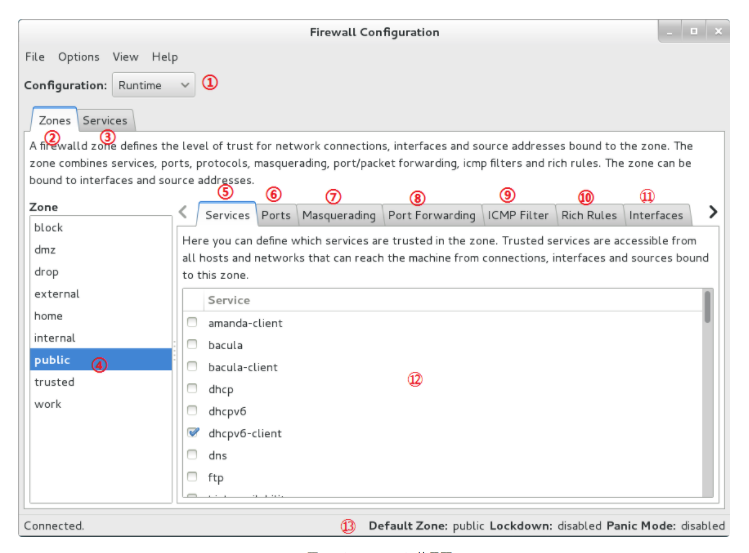 Firewall Configuration
File Options View Help
Configuration: Runtime ①
Zones Services
② ③
A firewalld zone defines the level of trust for network connections, interfaces and source addresses bound to the zone. The
zone combines services, ports, protocols, masquerading, port/packet forwarding, icmp filters and rich rules. The zone can be
bound to interfaces and source addresses.
⑤ ⑥ ⑦ ⑧ ⑨ ⑩ ⑪
Zone
Services Ports Masquerading Port Forwarding ICMP Filter Rich Rules Interfaces
block
dmz
drop
external
home
internal
public ④
trusted
work
Here you can define which services are trusted in the zone. Trusted services are accessible from
all hosts and networks that can reach the machine from connections, interfaces and sources bound
to this zone.
Service
amanda-client
bacula
bacula-client
dhcp
⑫
dhcpv6
dhcpv6-client
dns
ftp
Connected.
⑬ Default Zone: public Lockdown: disabled Panic Mode: disabled